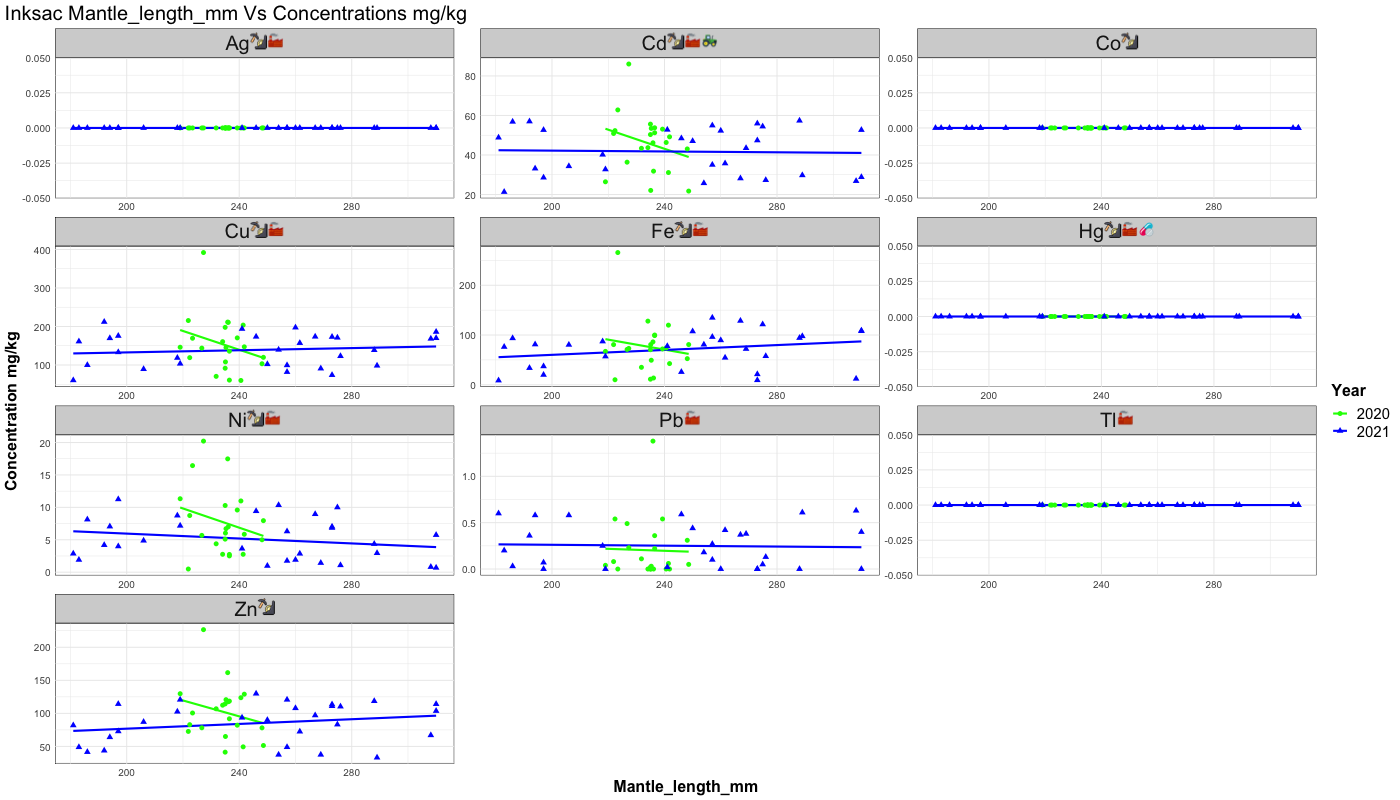 Inksac Mantle_length_mm Vs Concentrations mg/kg
Ag
0.050
0.025
0.000
-0.025
-0.050
200 240 280
Cd
80
60
40
20
200 240 280
Co
0.050
0.025
0.000
-0.025
-0.050
200 240 280
Cu
400
300
200
100
200 240 280
Fe
200
100
0
200 240 280
Hg
0.050
0.025
0.000
-0.025
-0.050
200 240 280
Ni
20
15
10
5
0
200 240 280
Pb
1.0
0.5
0.0
200 240 280
Tl
0.050
0.025
0.000
-0.025
-0.050
200 240 280
Zn
200
150
100
50
200 240 280
Concentration mg/kg
Mantle_length_mm
Year
2020
2021